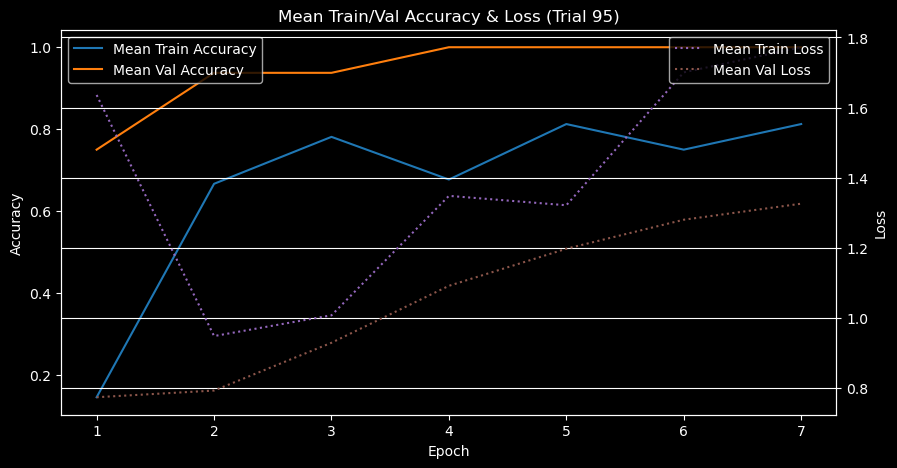 Mean Train/Val Accuracy & Loss (Trial 95)
Mean Train Accuracy
Mean Val Accuracy
Mean Train Loss
Mean Val Loss
1.0
0.8
0.6
0.4
0.2
Accuracy
1.8
1.6
1.4
1.2
1.0
0.8
Loss
1 2 3 4 5 6 7
Epoch